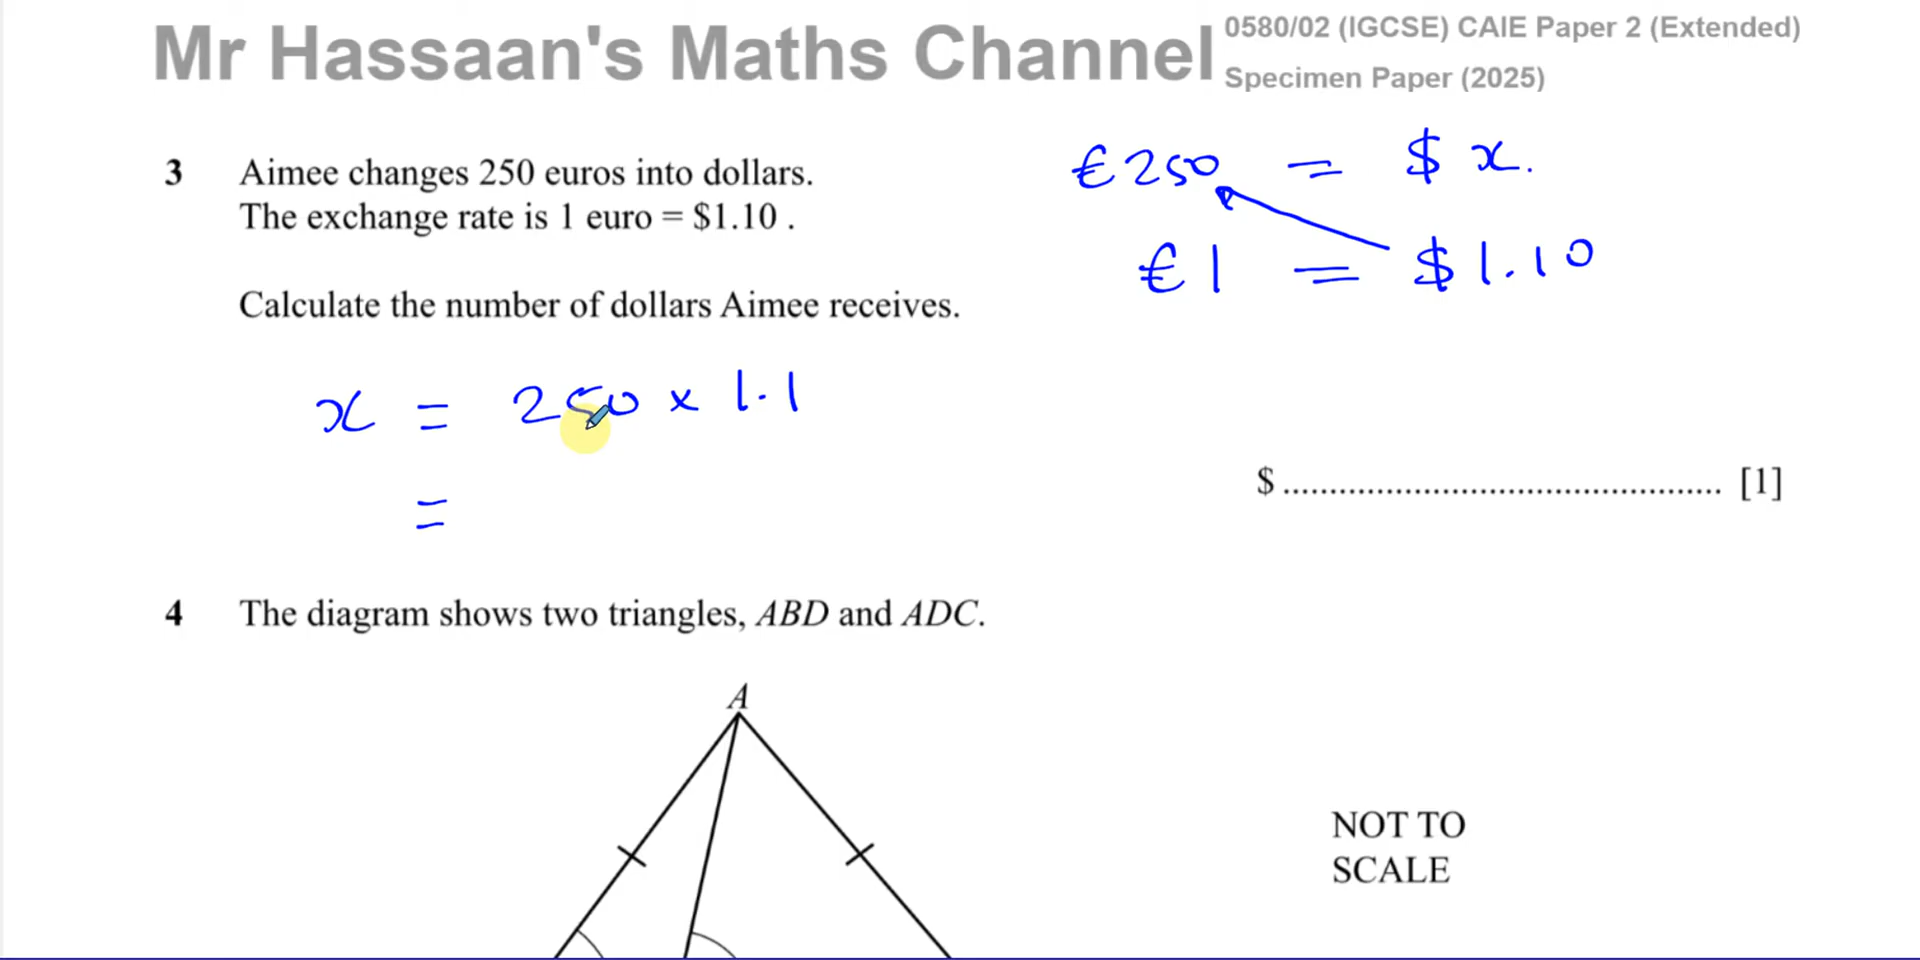 Mr Hassaan's Maths Channel
0580/02 (IGCSE) CAIE Paper 2 (Extended)
Specimen Paper (2025)
3 Aimee changes 250 euros into dollars.
The exchange rate is 1 euro = $1.10 .
€250 = $ x.
€1 = $1.10
Calculate the number of dollars Aimee receives.
x = 250 × 1.1
=
$ .............................................. [1]
4 The diagram shows two triangles, ABD and ADC.
A
NOT TO
SCALE